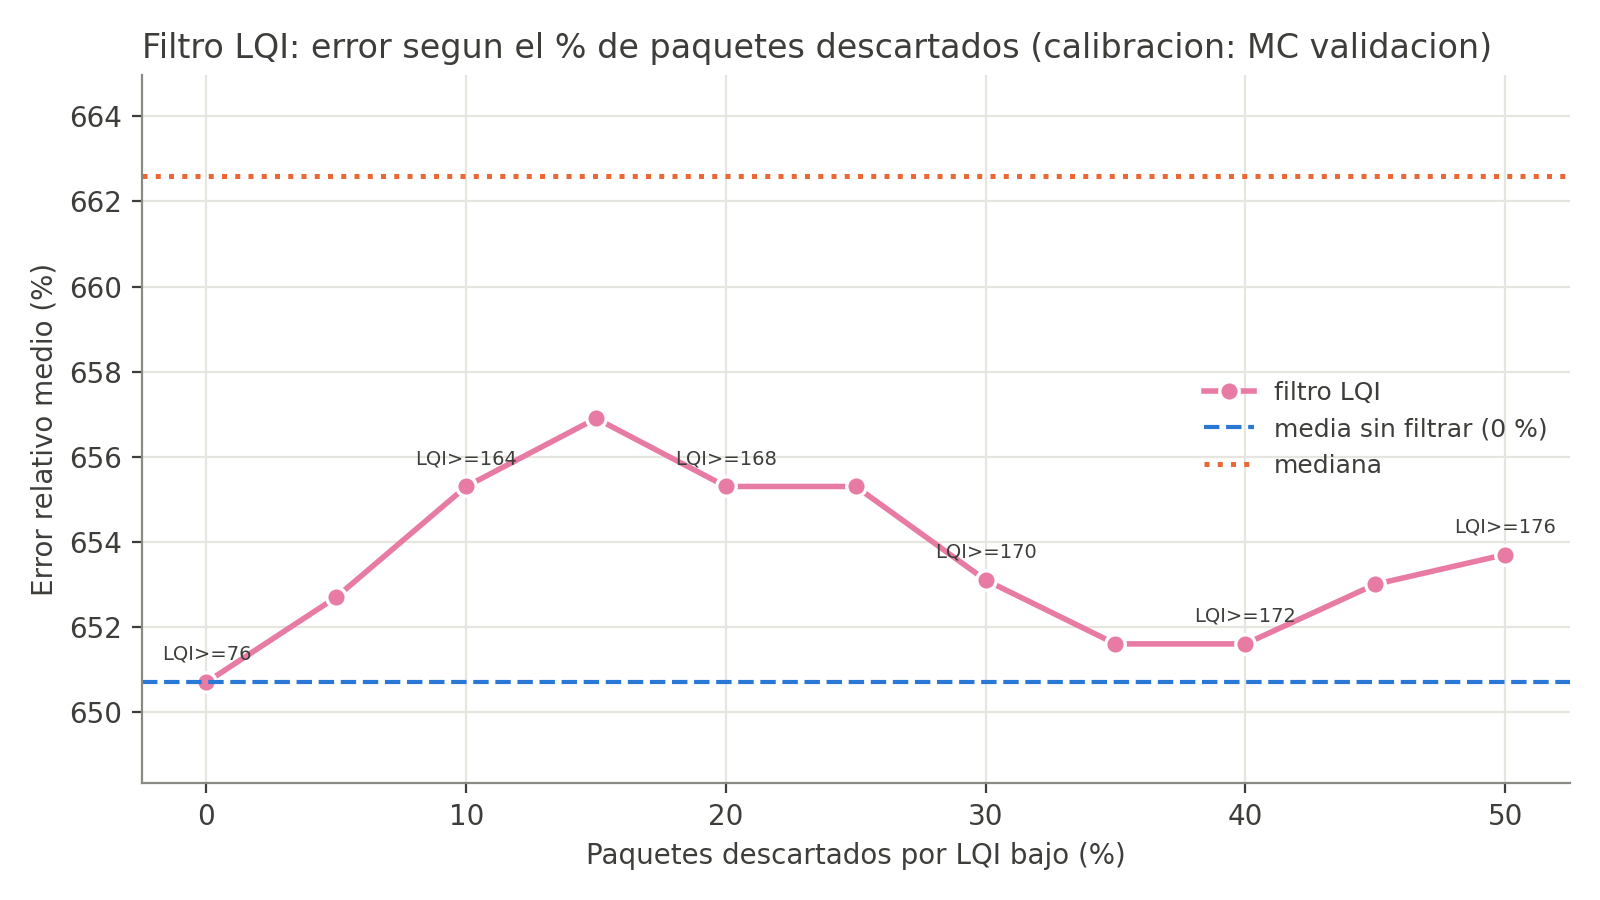 Filtro LQI: error segun el % de paquetes descartados (calibracion: MC validacion)
Error relativo medio (%)
664
662
660
658
656
654
652
650
LQI>=76
LQI>=164
LQI>=168
LQI>=170
LQI>=172
LQI>=176
filtro LQI
media sin filtrar (0 %)
mediana
0
10
20
30
40
50
Paquetes descartados por LQI bajo (%)